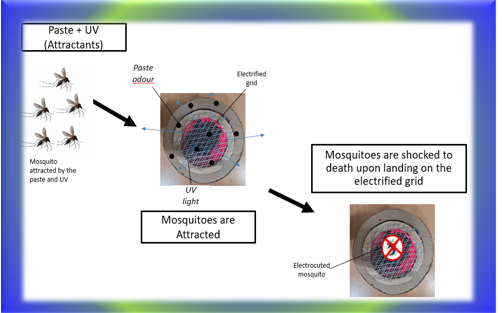 Paste + UV
(Attractants)
Paste
odour
Electrified
grid
Mosquito
attracted by the
paste and UV
UV
light
Mosquitoes are
Attracted
Mosquitoes are shocked to
death upon landing on the
electrified grid
Electrocuted
mosquito